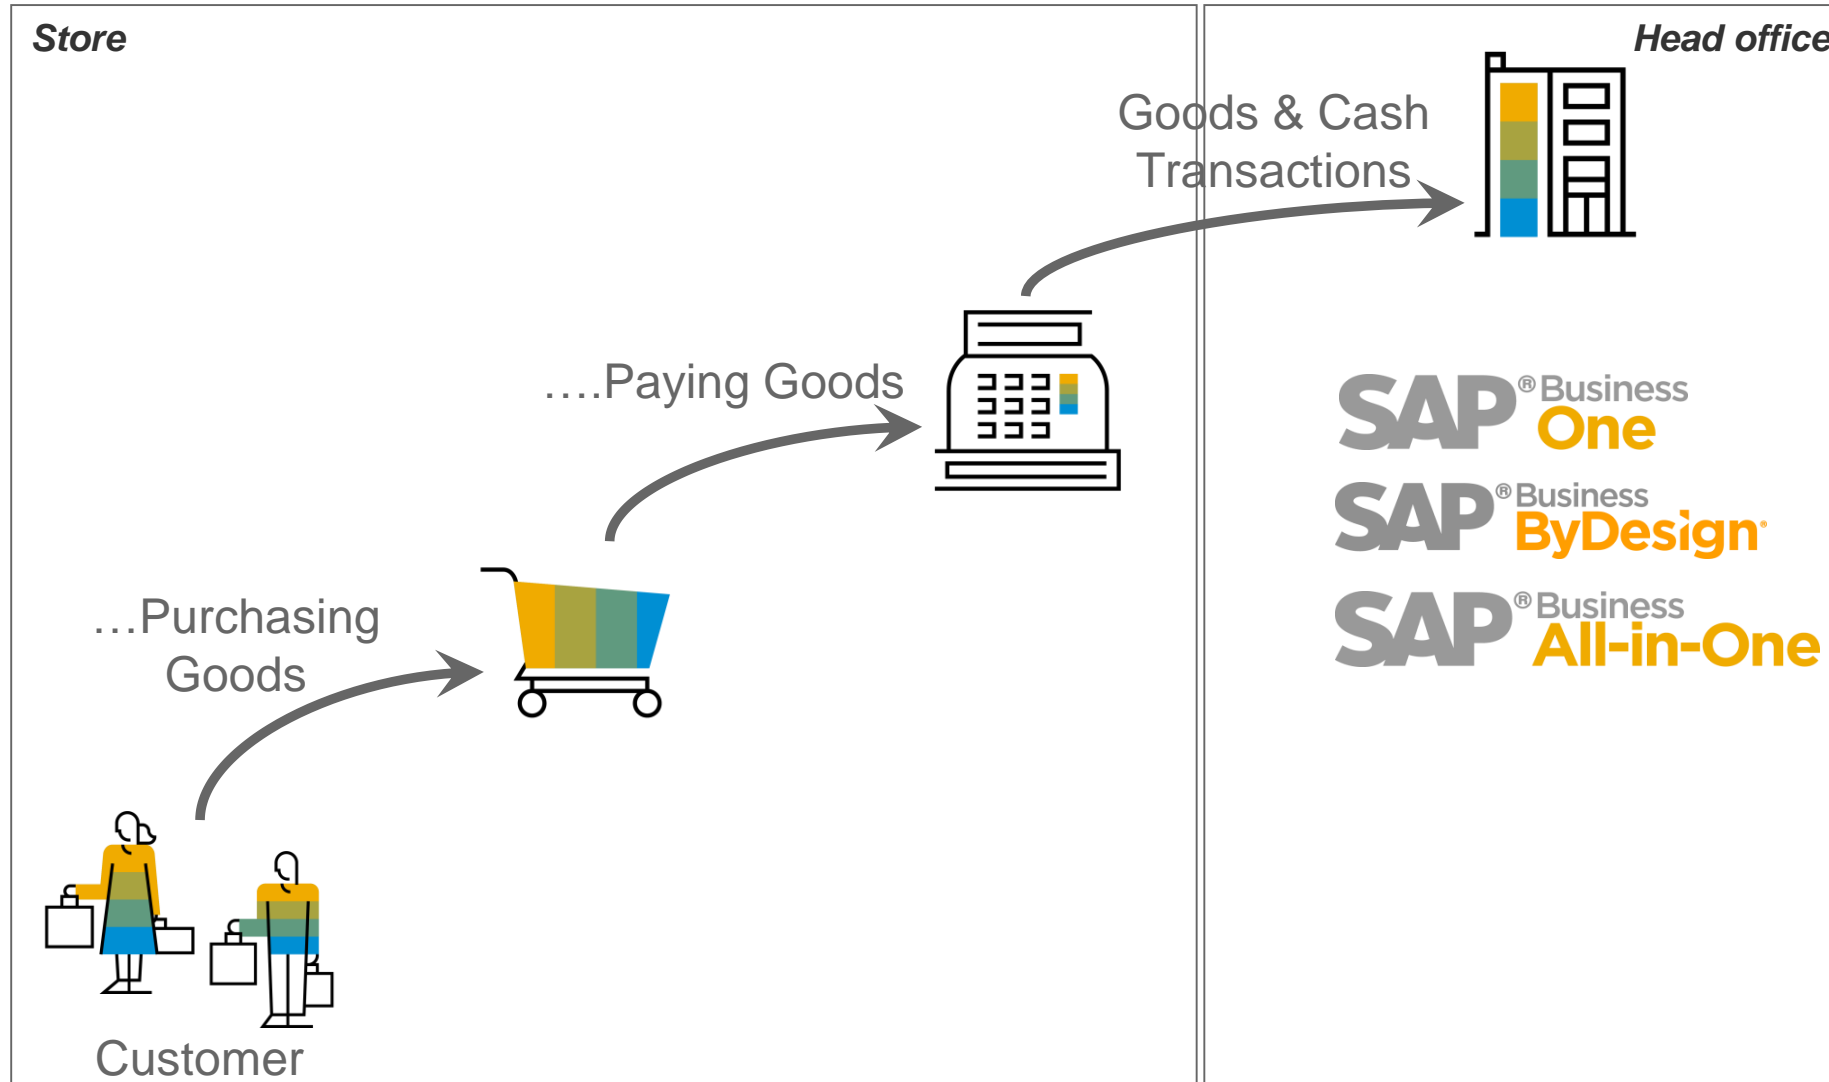 Store
Head office
Goods & Cash
Transactions
....Paying Goods
SAP® Business
One
SAP® Business
ByDesign®
...Purchasing
Goods
SAP® Business
All-in-One
Customer